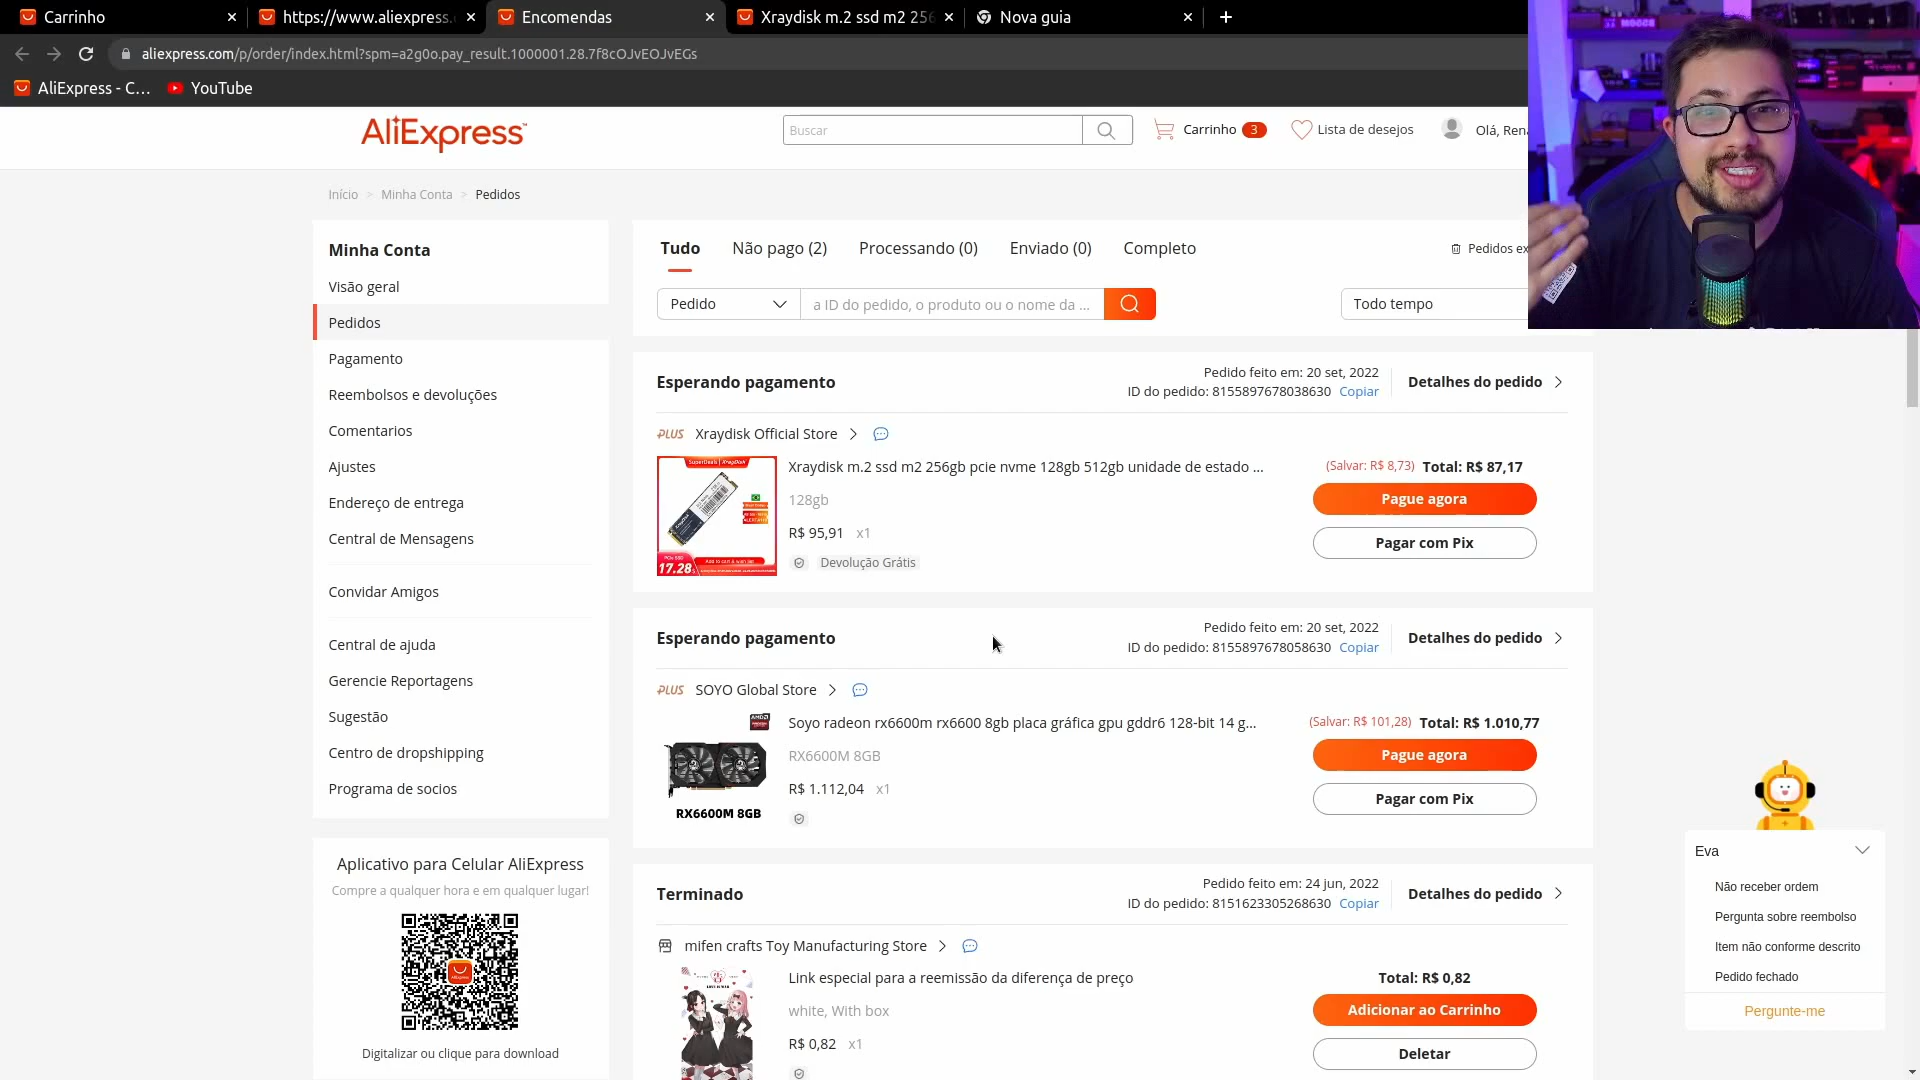 Carrinho
https://www.aliexpress.
Encomendas
Xraydisk m.2 ssd m2 256
Nova guia
aliexpress.com/p/order/index.html?spm=a2g0o.pay_result.1000001.28.7f8cOJvEOJvEGs
AliExpress - C...
YouTube
AliExpress
Buscar
Carrinho 3
Lista de desejos
Olá, Rena
Início > Minha Conta > Pedidos
Minha Conta
Visão geral
Pedidos
Pagamento
Reembolsos e devoluções
Comentarios
Ajustes
Endereço de entrega
Central de Mensagens
Convidar Amigos
Central de ajuda
Gerencie Reportagens
Sugestão
Centro de dropshipping
Programa de socios
Aplicativo para Celular AliExpress
Compre a qualquer hora e em qualquer lugar!
Digitalizar ou clique para download
Tudo
Não pago (2)
Processando (0)
Enviado (0)
Completo
Pedidos ex
Pedido
a ID do pedido, o produto ou o nome da ...
Todo tempo
Esperando pagamento
Pedido feito em: 20 set, 2022
ID do pedido: 8155897678038630 Copiar
Detalhes do pedido
PLUS Xraydisk Official Store
Xraydisk m.2 ssd m2 256gb pcie nvme 128gb 512gb unidade de estado ...
128gb
R$ 95,91 x1
Devolução Grátis
17.28
(Salvar: R$ 8,73) Total: R$ 87,17
Pague agora
Pagar com Pix
Esperando pagamento
Pedido feito em: 20 set, 2022
ID do pedido: 8155897678058630 Copiar
Detalhes do pedido
PLUS SOYO Global Store
AMD
RX6600M 8GB
Soyo radeon rx6600m rx6600 8gb placa gráfica gpu gddr6 128-bit 14 g...
RX6600M 8GB
R$ 1.112,04 x1
(Salvar: R$ 101,28) Total: R$ 1.010,77
Pague agora
Pagar com Pix
Terminado
Pedido feito em: 24 jun, 2022
ID do pedido: 8151623305268630 Copiar
Detalhes do pedido
mifen crafts Toy Manufacturing Store
Link especial para a reemissão da diferença de preço
white, With box
R$ 0,82 x1
Total: R$ 0,82
Adicionar ao Carrinho
Deletar
Eva
Não receber ordem
Pergunta sobre reembolso
Item não conforme descrito
Pedido fechado
Pergunte-me